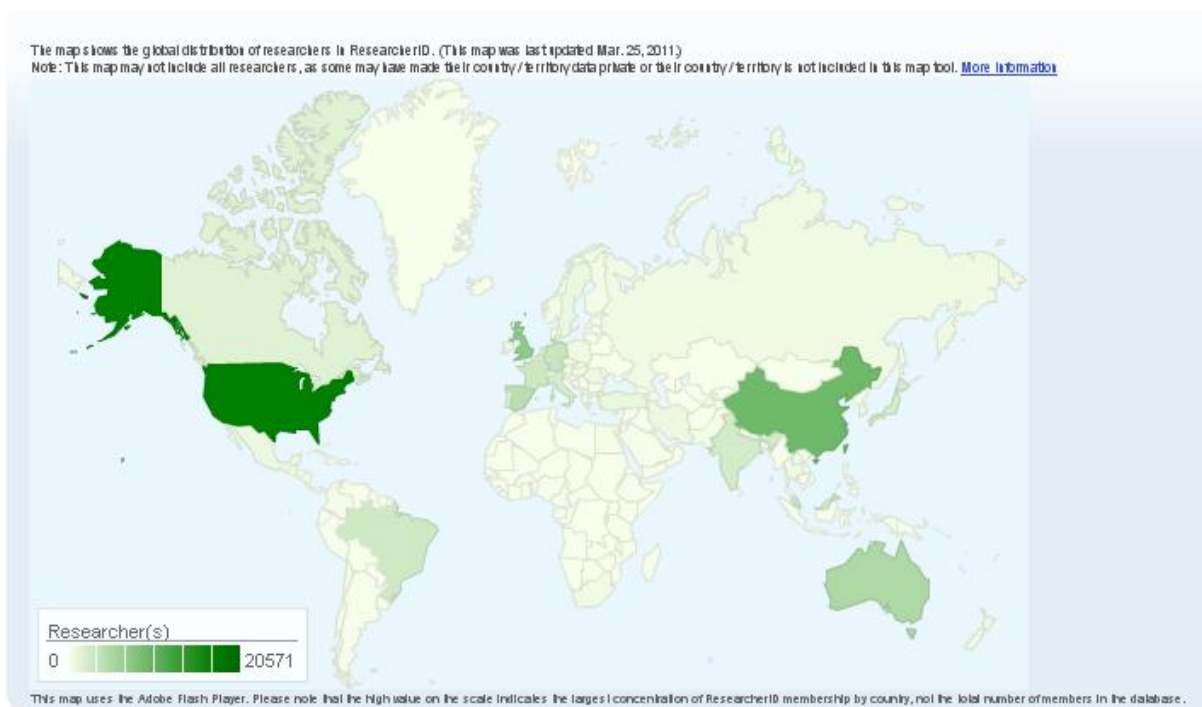 The map shows the global distribution of researchers in ResearcherID. (This map was last updated Mar. 25, 2011.)
Note: This map may not include all researchers, as some may have made their country / territory data private or their country / territory is not included in this map tool. More information
Researcher(s)
0 20571
This map uses the Adobe Flash Player. Please note that the high value on the scale indicates the largest concentration of ResearcherID membership by country, not the total number of members in the database.